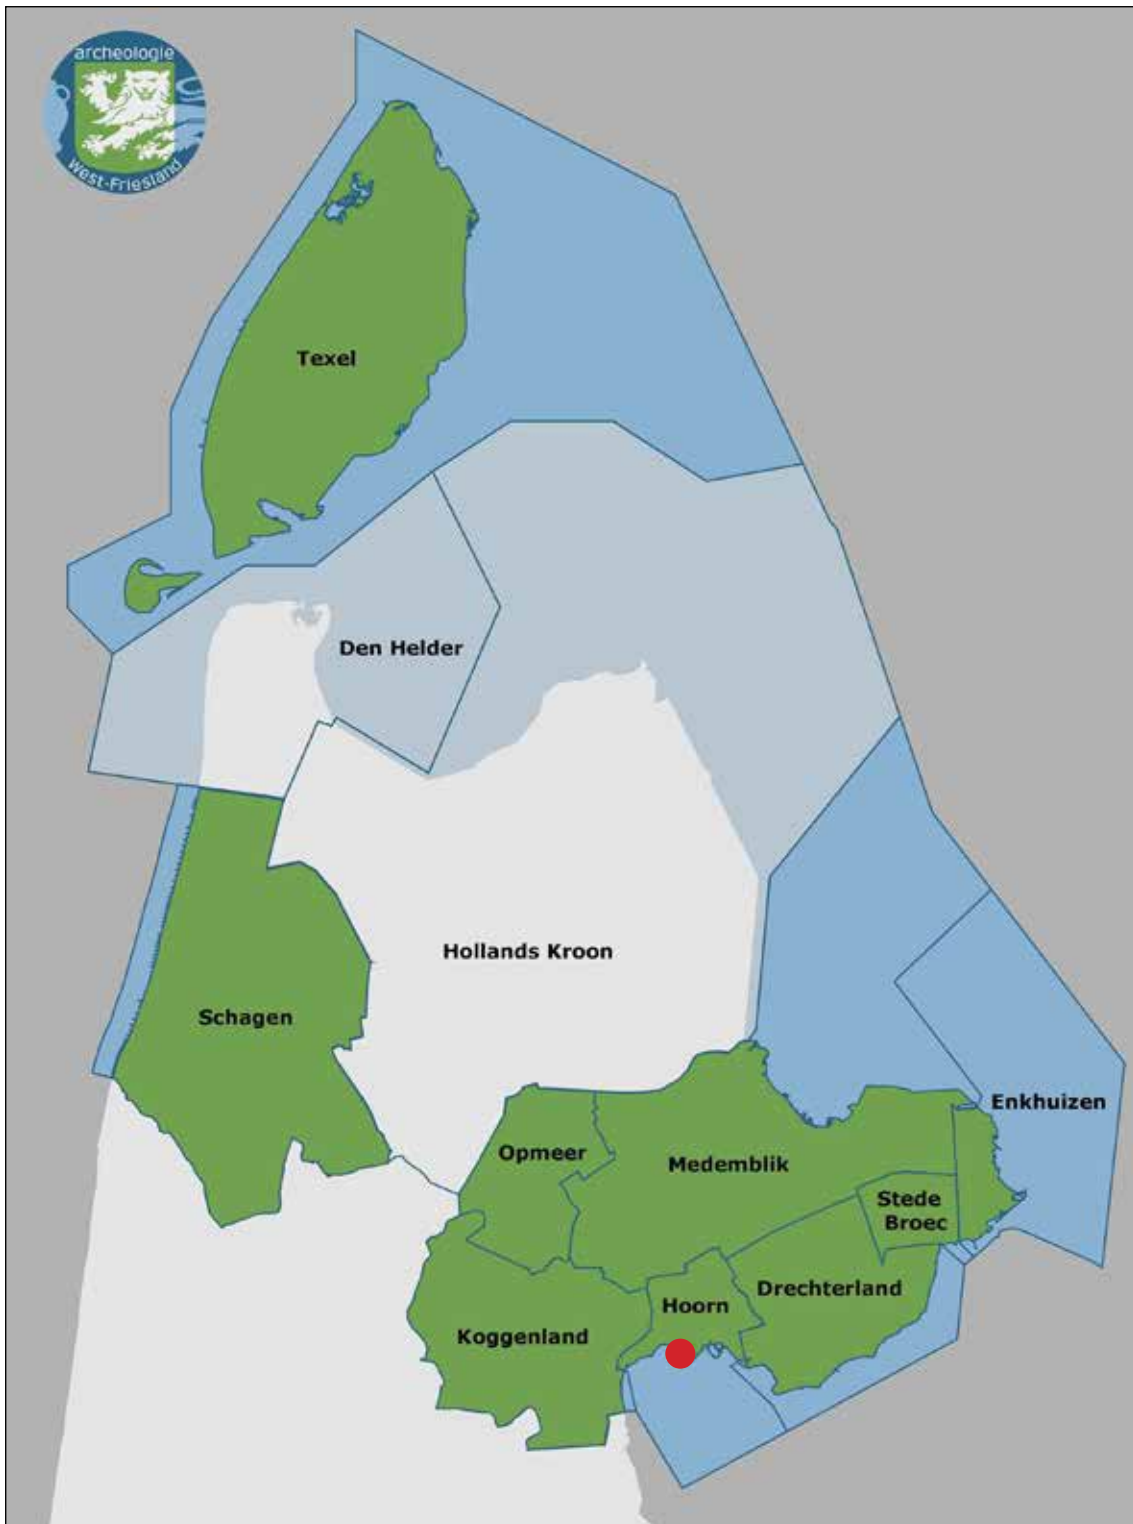 archeologie
West-Friesland
Texel
Den Helder
Hollands Kroon
Schagen
Enkhuizen
Opmeer
Medemblik
Stede
Broec
Drechterland
Hoorn
Koggenland